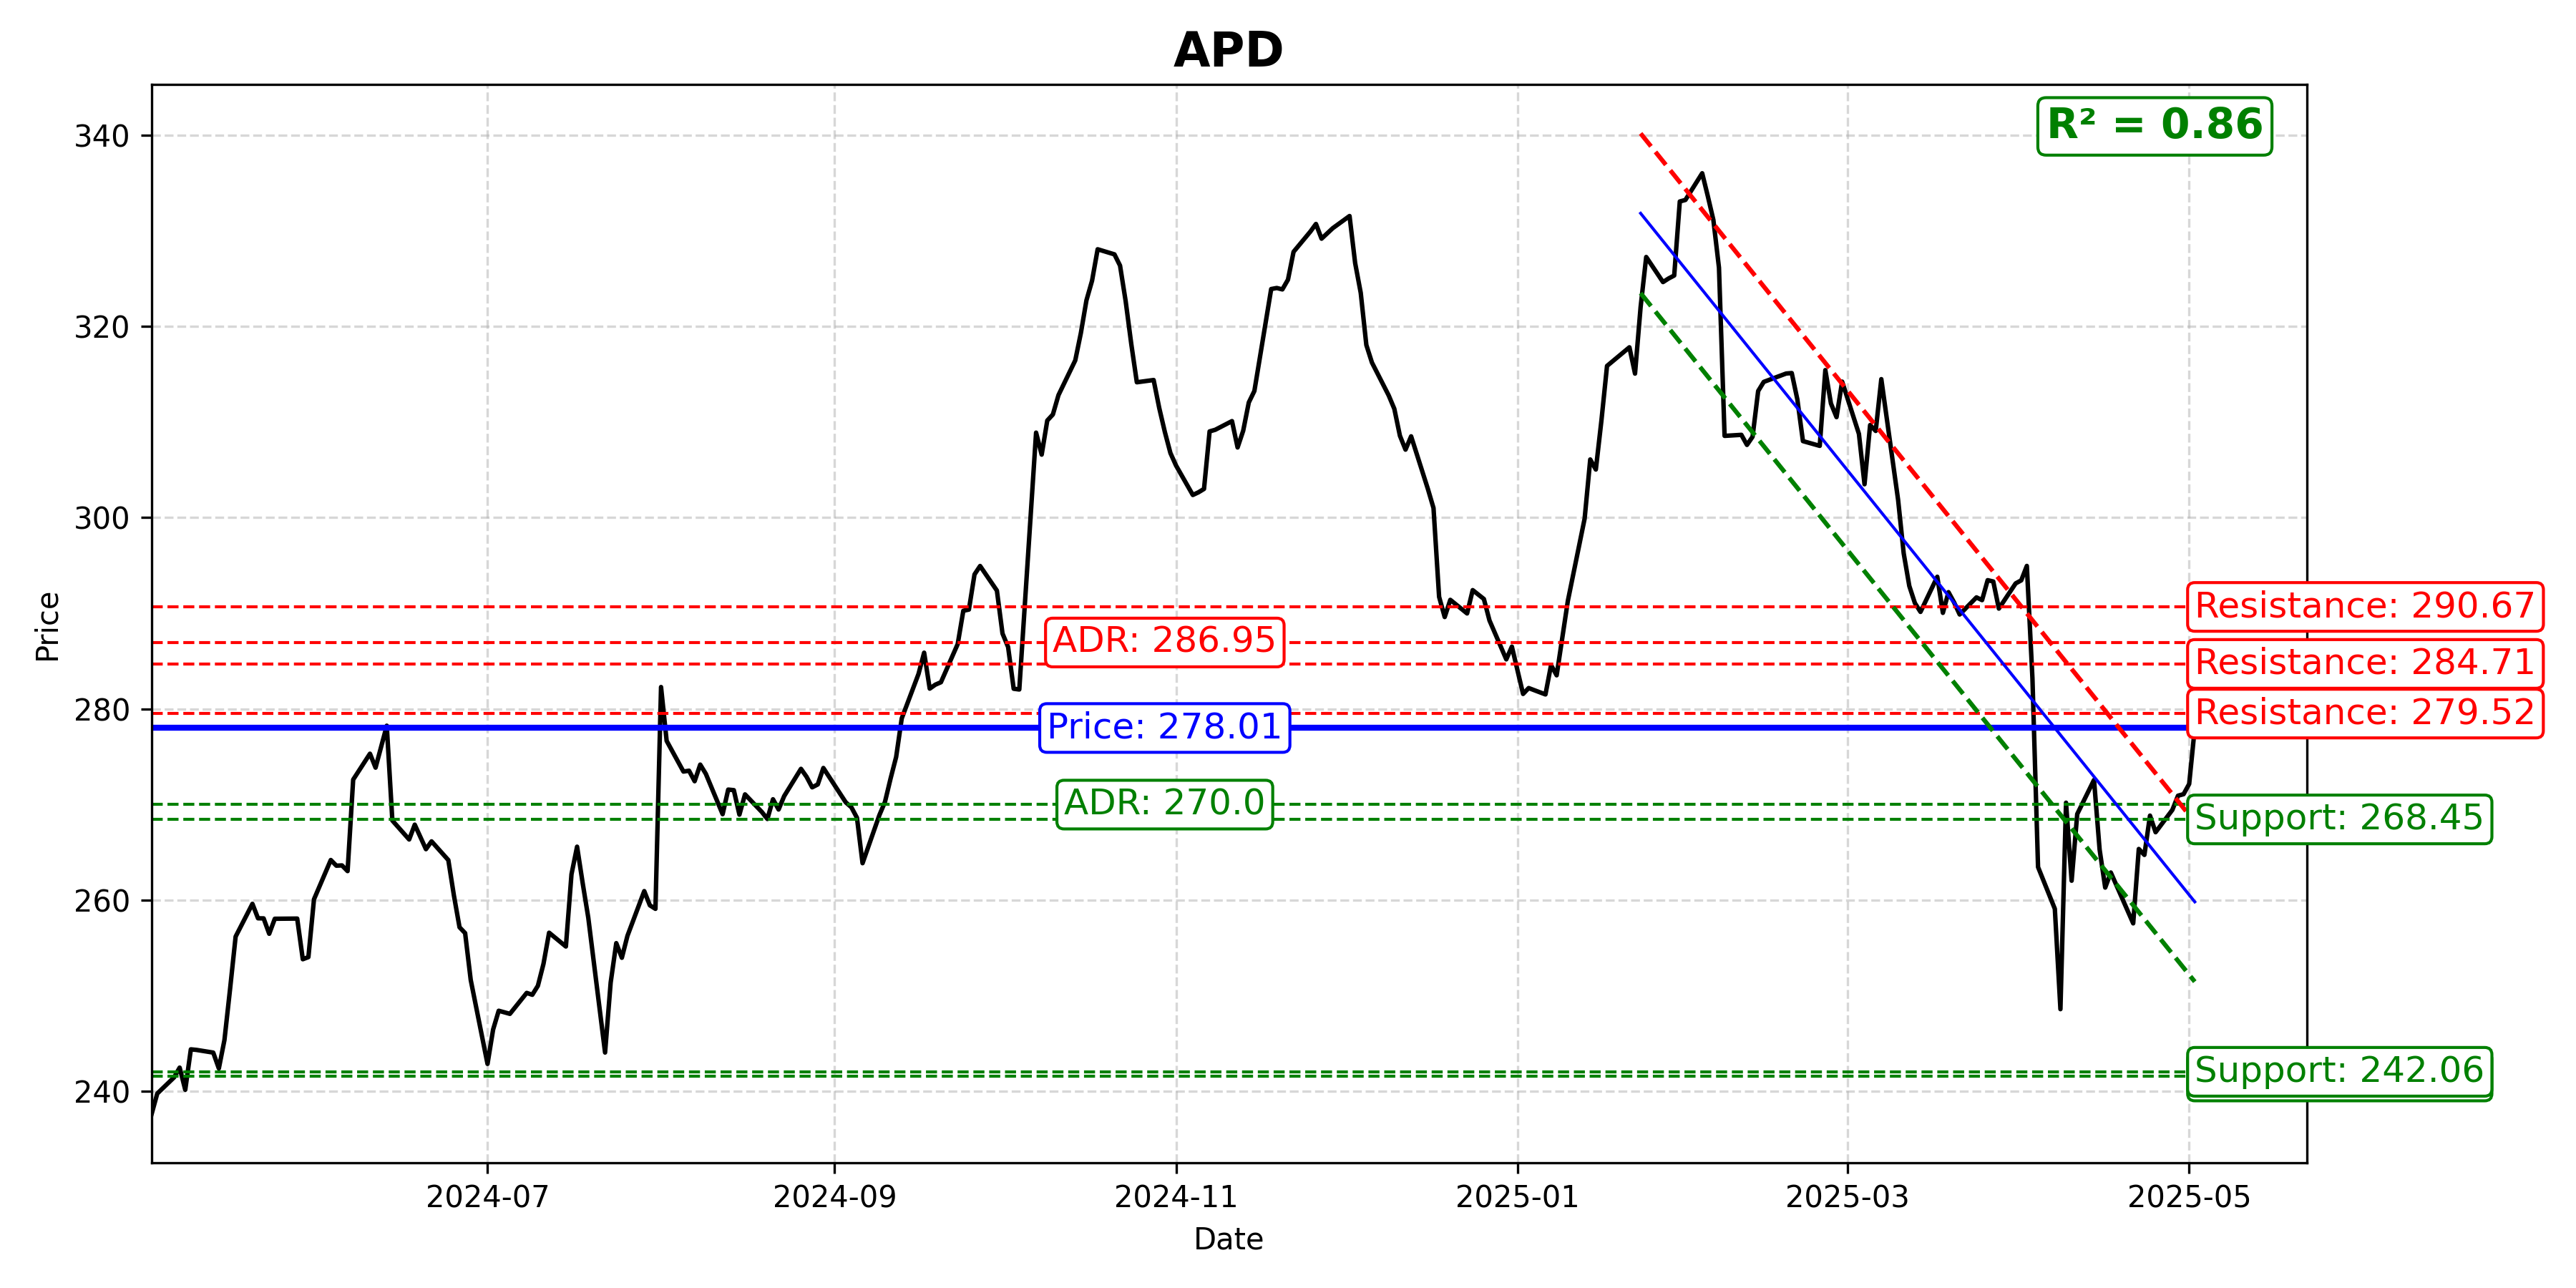 APD
R² = 0.86
340
320
300
280
260
240
Price
Resistance: 290.67
ADR: 286.95
Resistance: 284.71
Resistance: 279.52
Price: 278.01
ADR: 270.0
Support: 268.45
Support: 242.06
2024-07
2024-09
2024-11
2025-01
2025-03
2025-05
Date